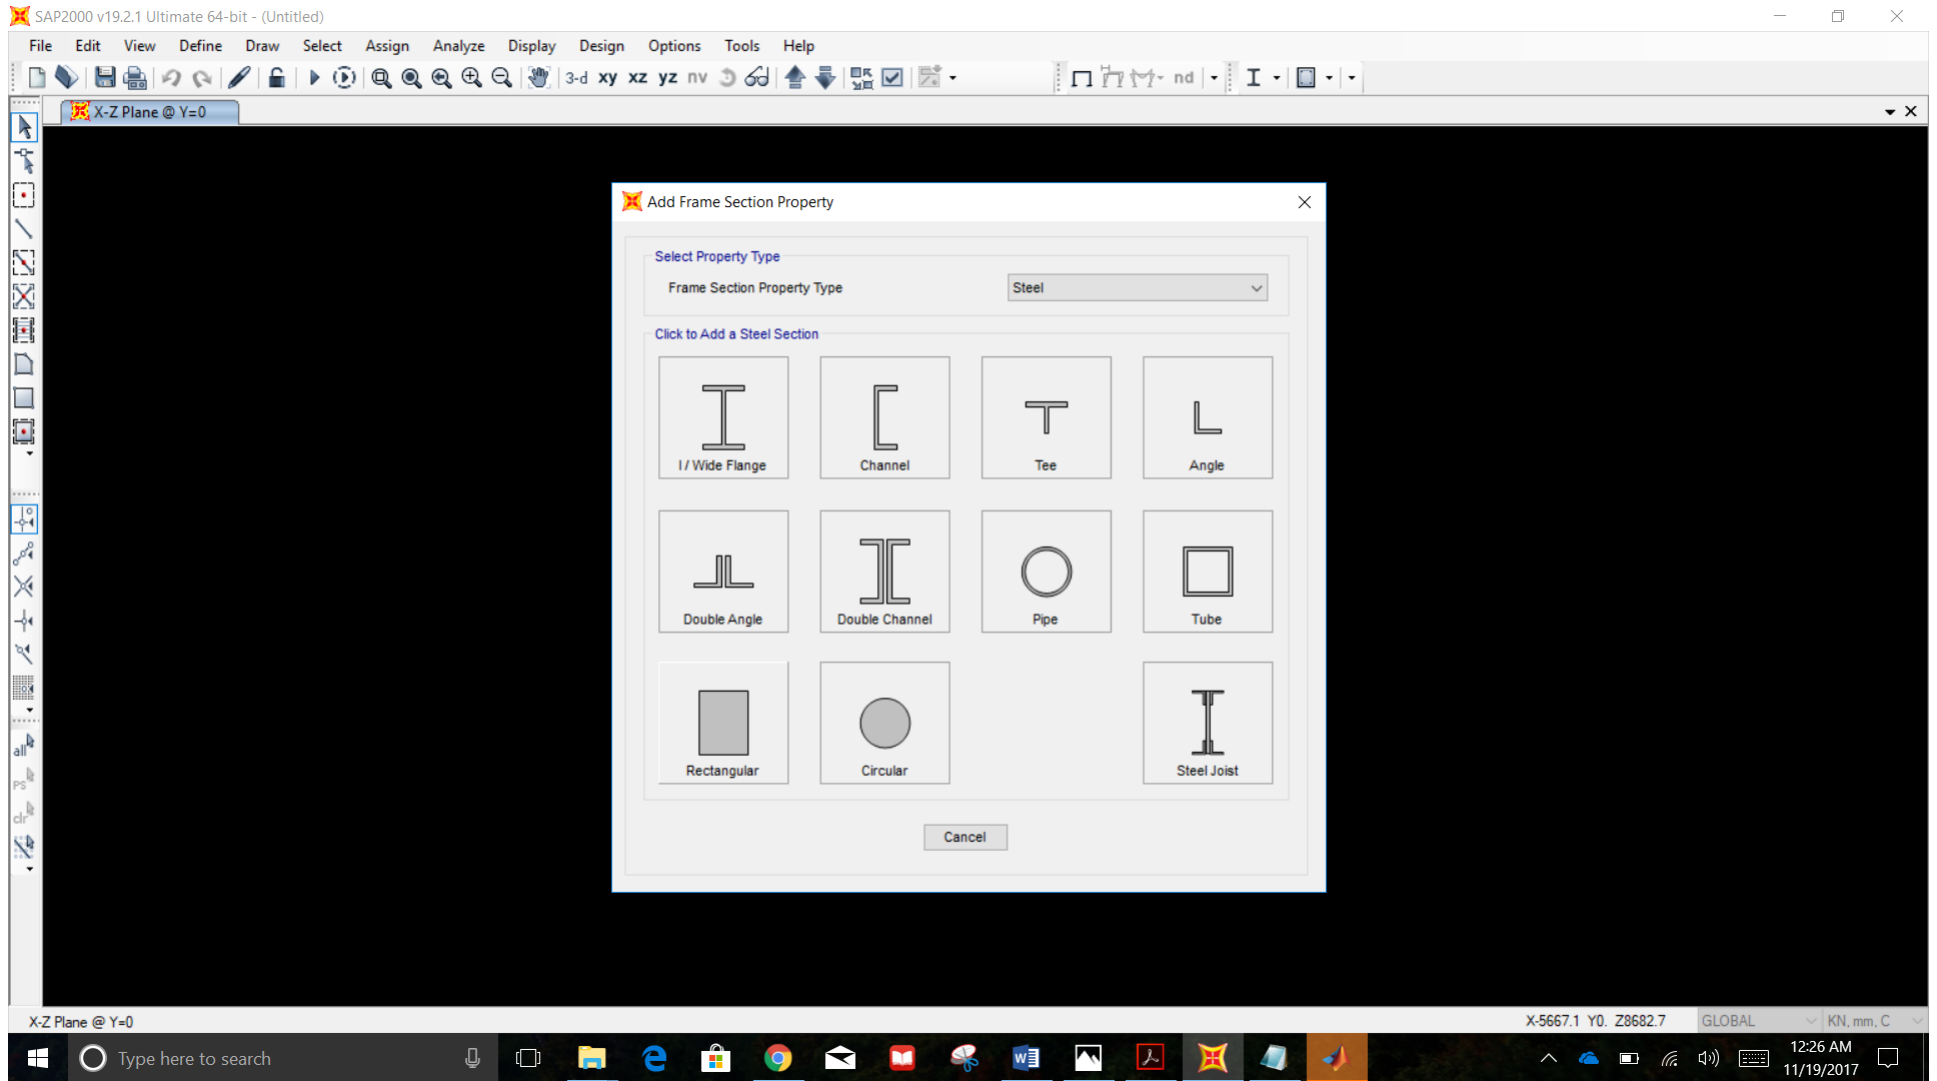 SAP2000 v19.2.1 Ultimate 64-bit - (Untitled)
File Edit View Define Draw Select Assign Analyze Display Design Options Tools Help
3-d xy xz yz nv nd
X-Z Plane @ Y=0
Add Frame Section Property
Select Property Type
Frame Section Property Type Steel
Click to Add a Steel Section
I / Wide Flange Channel Tee Angle
Double Angle Double Channel Pipe Tube
Rectangular Circular Steel Joist
Cancel
all
PS
clr
X-Z Plane @ Y=0 X-5667.1 Y0. Z8682.7 GLOBAL KN, mm, C
Type here to search
12:26 AM
11/19/2017